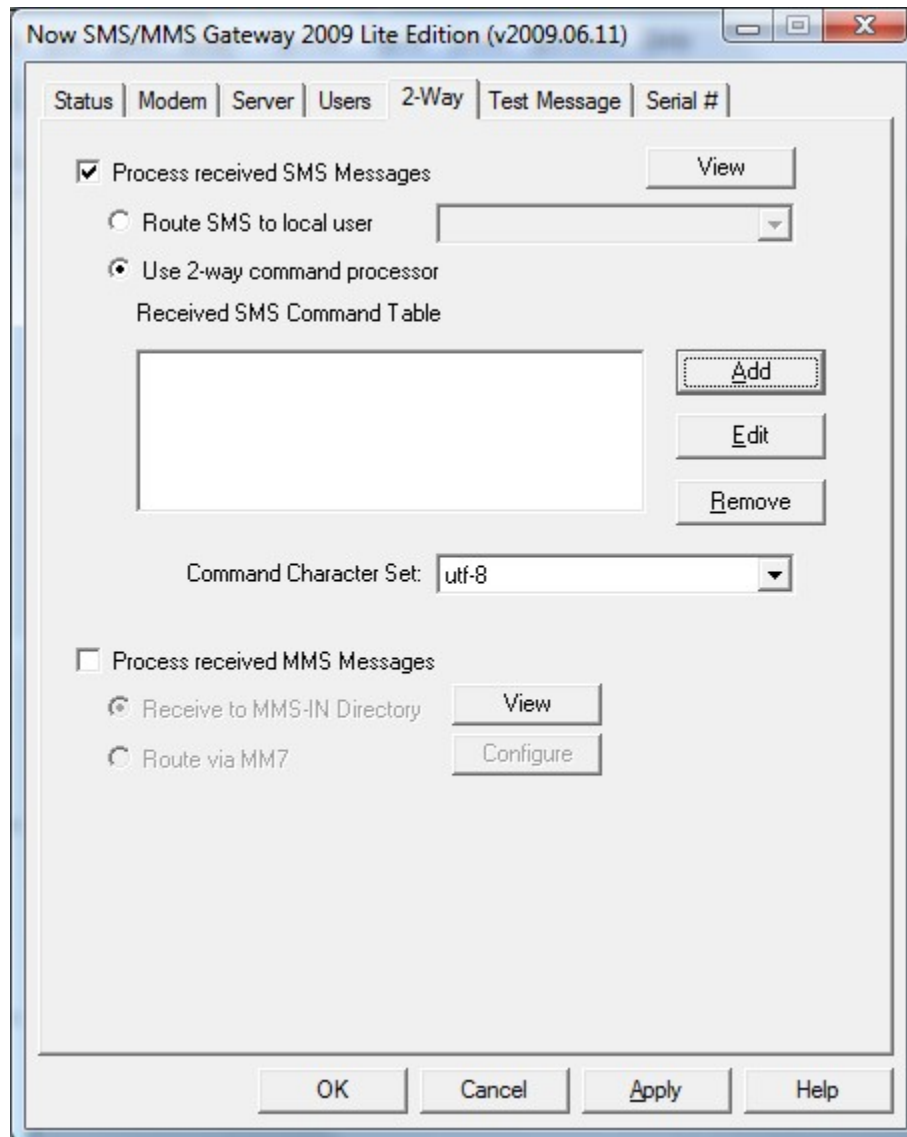 Now SMS/MMS Gateway 2009 Lite Edition (v2009.06.11)
Status Modem Server Users 2-Way Test Message Serial #
Process received SMS Messages View
Route SMS to local user
Use 2-way command processor
Received SMS Command Table
Add
Edit
Remove
Command Character Set: utf-8
Process received MMS Messages
Receive to MMS-IN Directory View
Route via MM7 Configure
OK Cancel Apply Help